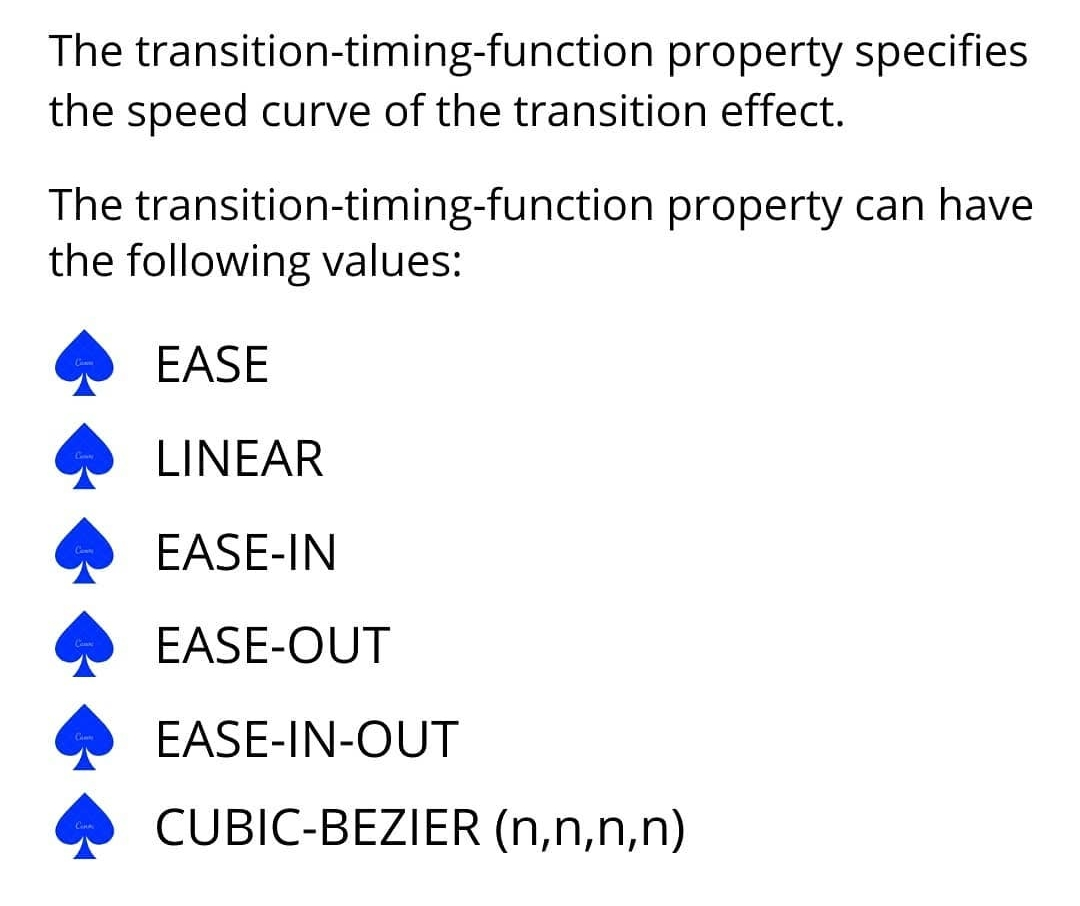 The transition-timing-function property specifies
the speed curve of the transition effect.
The transition-timing-function property can have
the following values:
EASE
LINEAR
EASE-IN
EASE-OUT
EASE-IN-OUT
CUBIC-BEZIER (n,n,n,n)